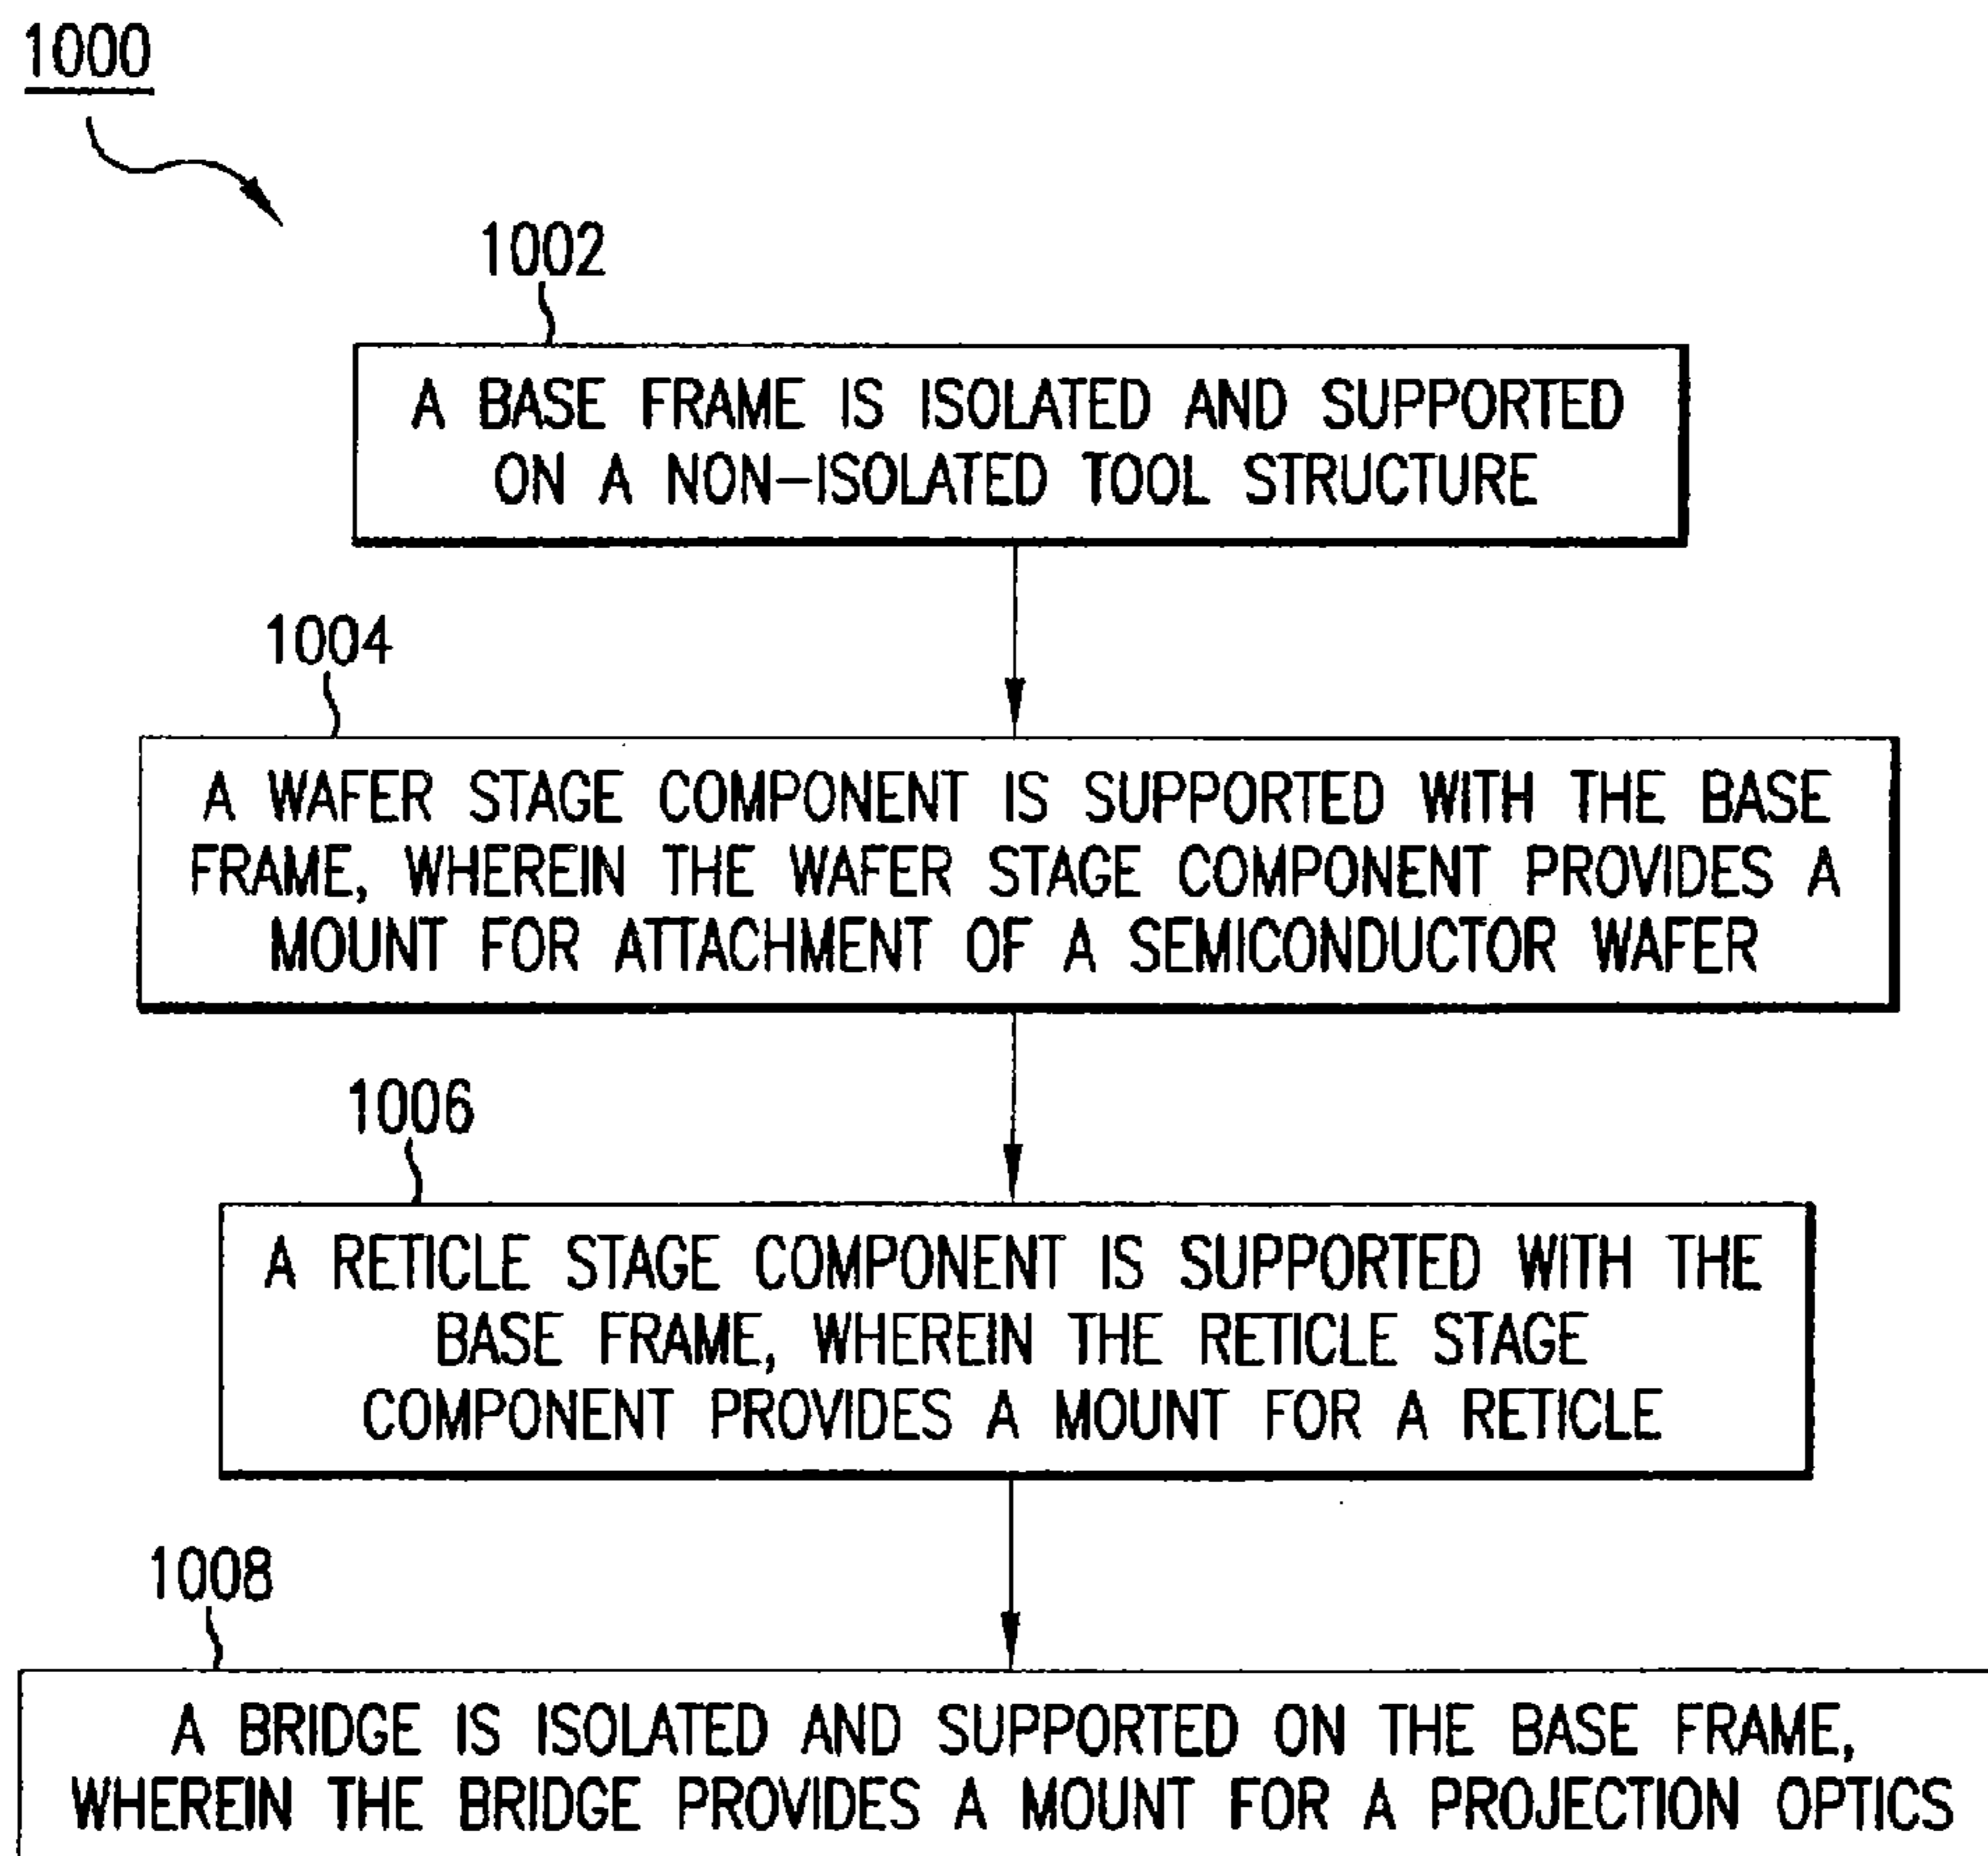 1000
1002
A BASE FRAME IS ISOLATED AND SUPPORTED
ON A NON-ISOLATED TOOL STRUCTURE
1004
A WAFER STAGE COMPONENT IS SUPPORTED WITH THE BASE
FRAME, WHEREIN THE WAFER STAGE COMPONENT PROVIDES A
MOUNT FOR ATTACHMENT OF A SEMICONDUCTOR WAFER
1006
A RETICLE STAGE COMPONENT IS SUPPORTED WITH THE
BASE FRAME, WHEREIN THE RETICLE STAGE
COMPONENT PROVIDES A MOUNT FOR A RETICLE
1008
A BRIDGE IS ISOLATED AND SUPPORTED ON THE BASE FRAME,
WHEREIN THE BRIDGE PROVIDES A MOUNT FOR A PROJECTION OPTICS